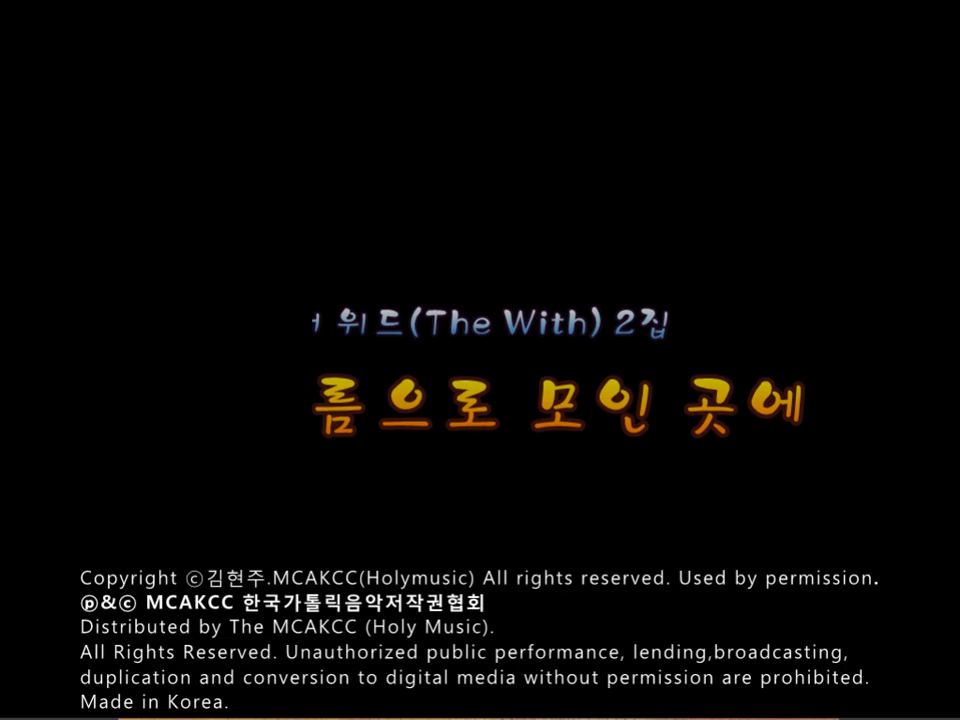 위드(The With) 2집
름으로 모인 곳에
Copyright ⓒ김현주.MCAKCC(Holymusic) All rights reserved. Used by permission.
ⓟ&ⓒ MCAKCC 한국가톨릭음악저작권협회
Distributed by The MCAKCC (Holy Music).
All Rights Reserved. Unauthorized public performance, lending,broadcasting,
duplication and conversion to digital media without permission are prohibited.
Made in Korea.